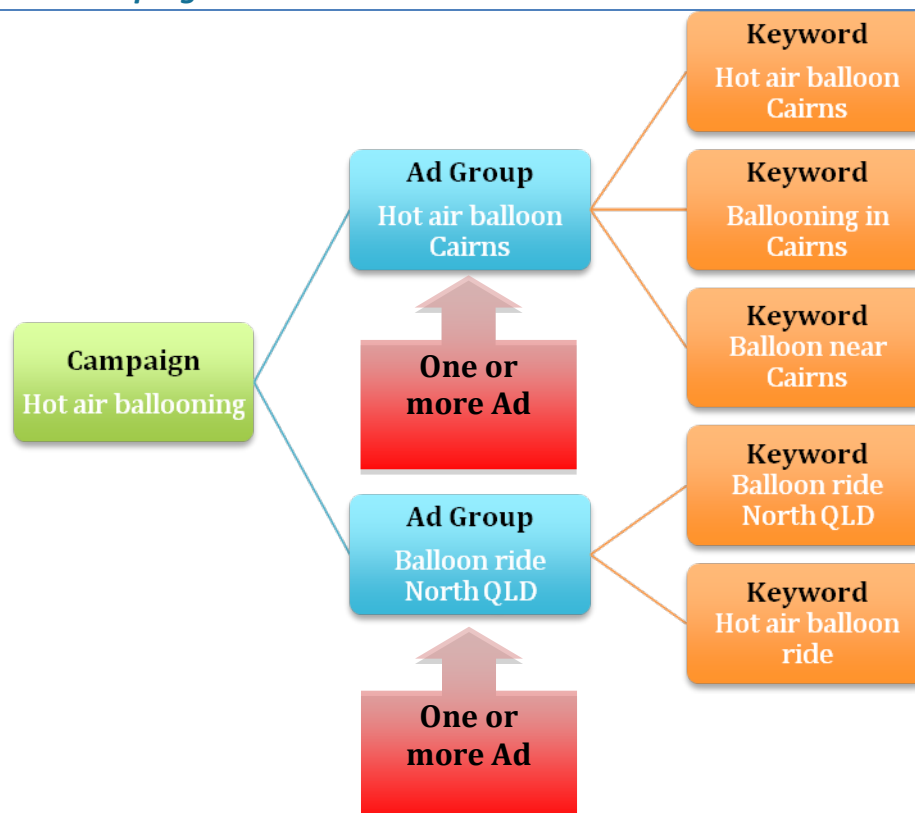 Keyword
Hot air balloon
Cairns
Ad Group
Hot air balloon
Cairns
Keyword
Ballooning in
Cairns
Keyword
Balloon near
Cairns
Campaign
Hot air ballooning
One or
more Ad
Keyword
Balloon ride
North QLD
Ad Group
Balloon ride
North QLD
Keyword
Hot air balloon
ride
One or
more Ad